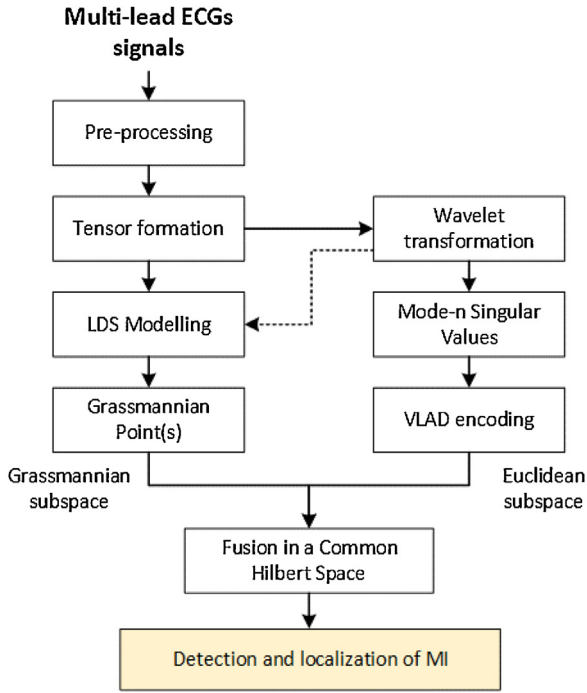 Multi-lead ECGs
signals
Pre-processing
Tensor formation
Wavelet
transformation
LDS Modelling
Mode-n Singular
Values
Grassmannian
Point(s)
VLAD encoding
Grassmannian
subspace
Euclidean
subspace
Fusion in a Common
Hilbert Space
Detection and localization of MI